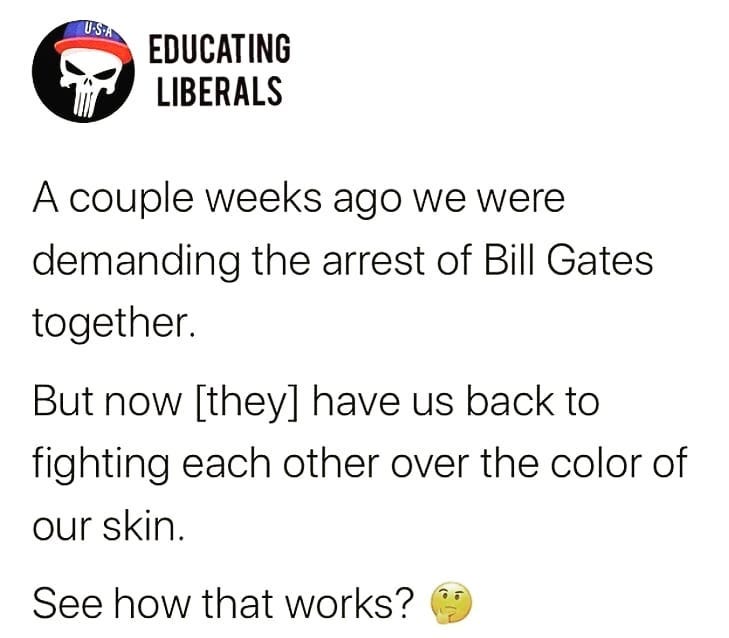 U·S·A
EDUCATING
LIBERALS
A couple weeks ago we were
demanding the arrest of Bill Gates
together.
But now [they] have us back to
fighting each other over the color of
our skin.
See how that works? 🤔